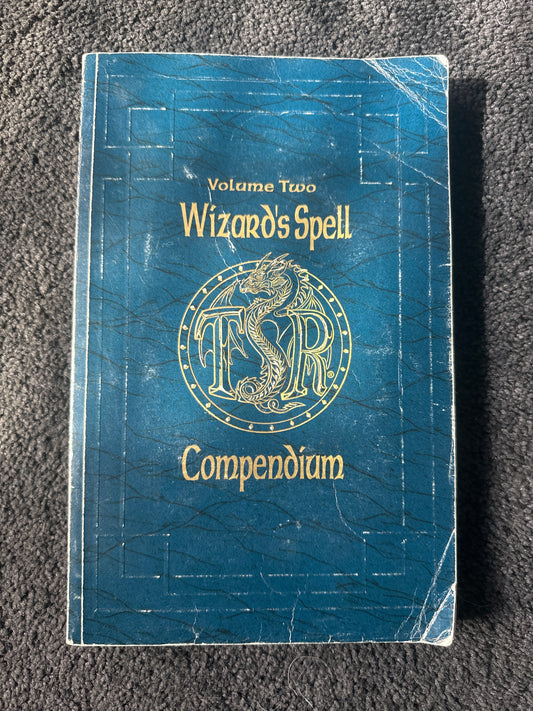 Volume Two
Wizard's Spell
TSR®
Compendium